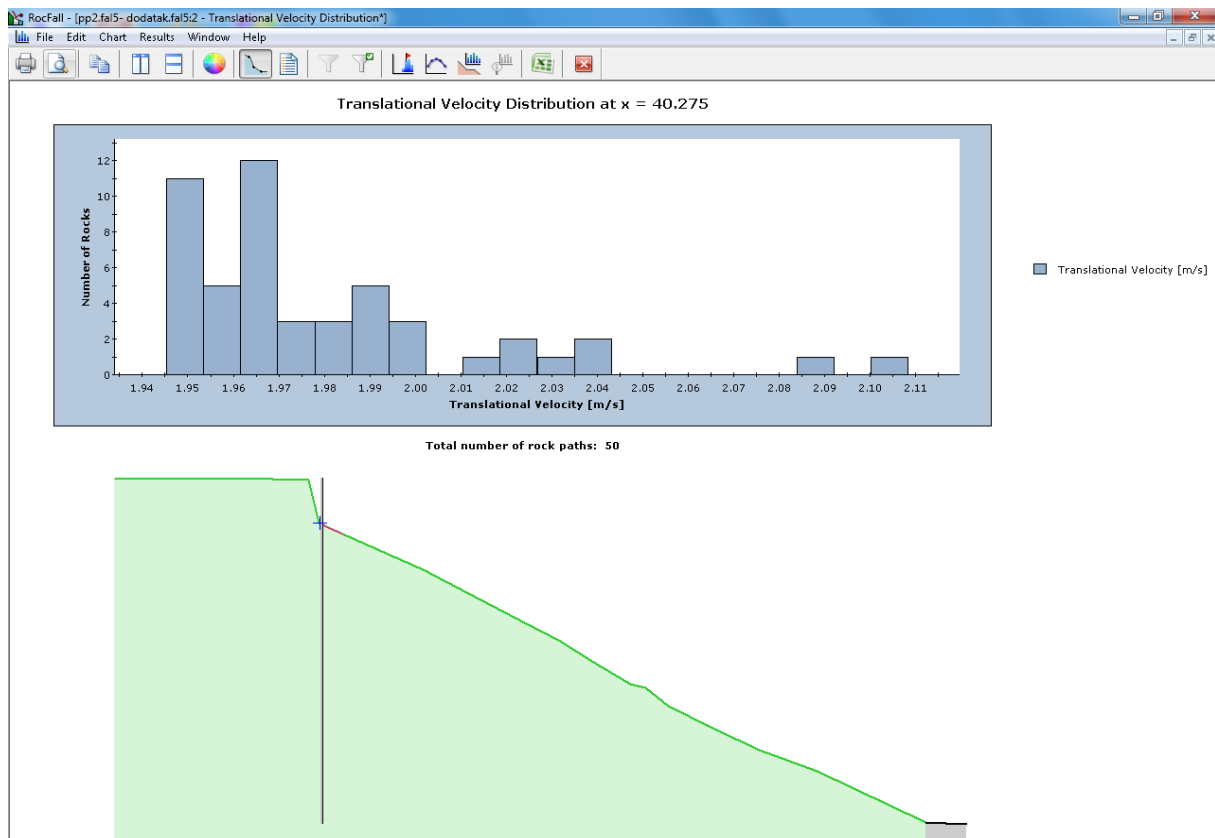 RocFall - [pp2.fal5- dodatak.fal5:2 - Translational Velocity Distribution*]
File Edit Chart Results Window Help
Translational Velocity Distribution at x = 40.275
12
10
8
6
4
2
0
Number of Rocks
1.94 1.95 1.96 1.97 1.98 1.99 2.00 2.01 2.02 2.03 2.04 2.05 2.06 2.07 2.08 2.09 2.10 2.11
Translational Velocity [m/s]
Translational Velocity [m/s]
Total number of rock paths: 50